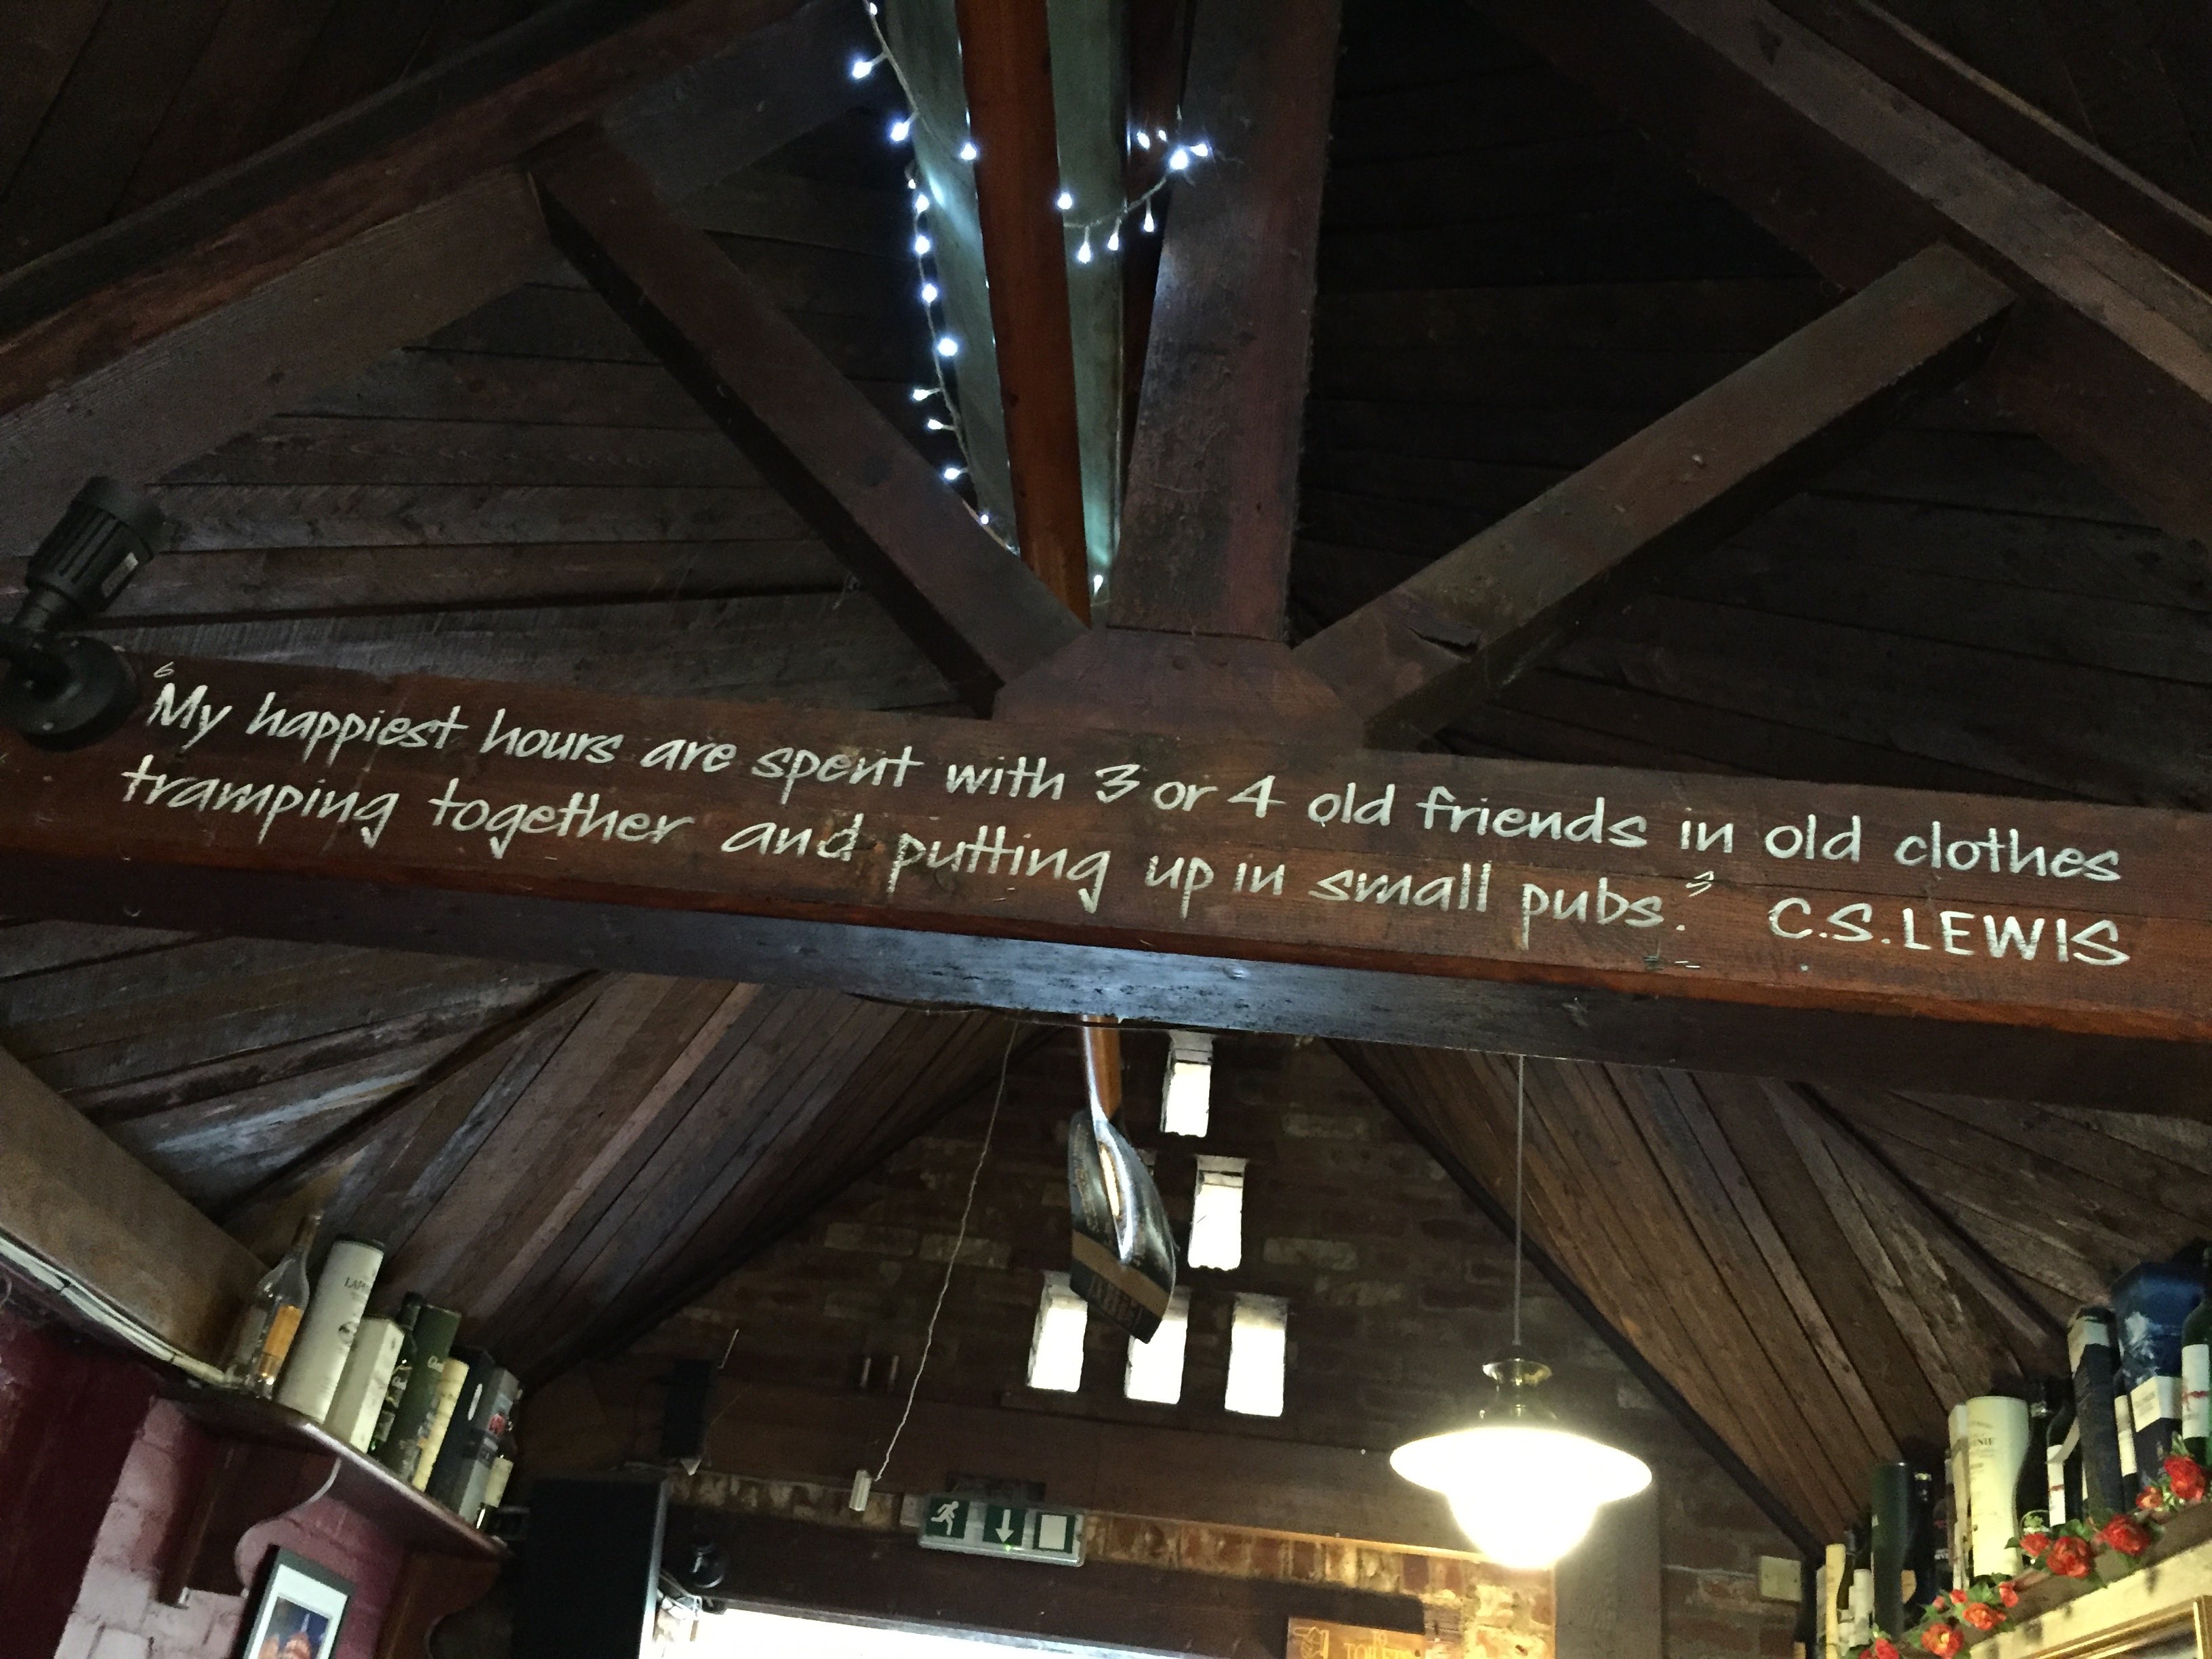 “My happiest hours are spent with 3 or 4 old friends in old clothes
tramping together and putting up in small pubs.” C.S.LEWIS